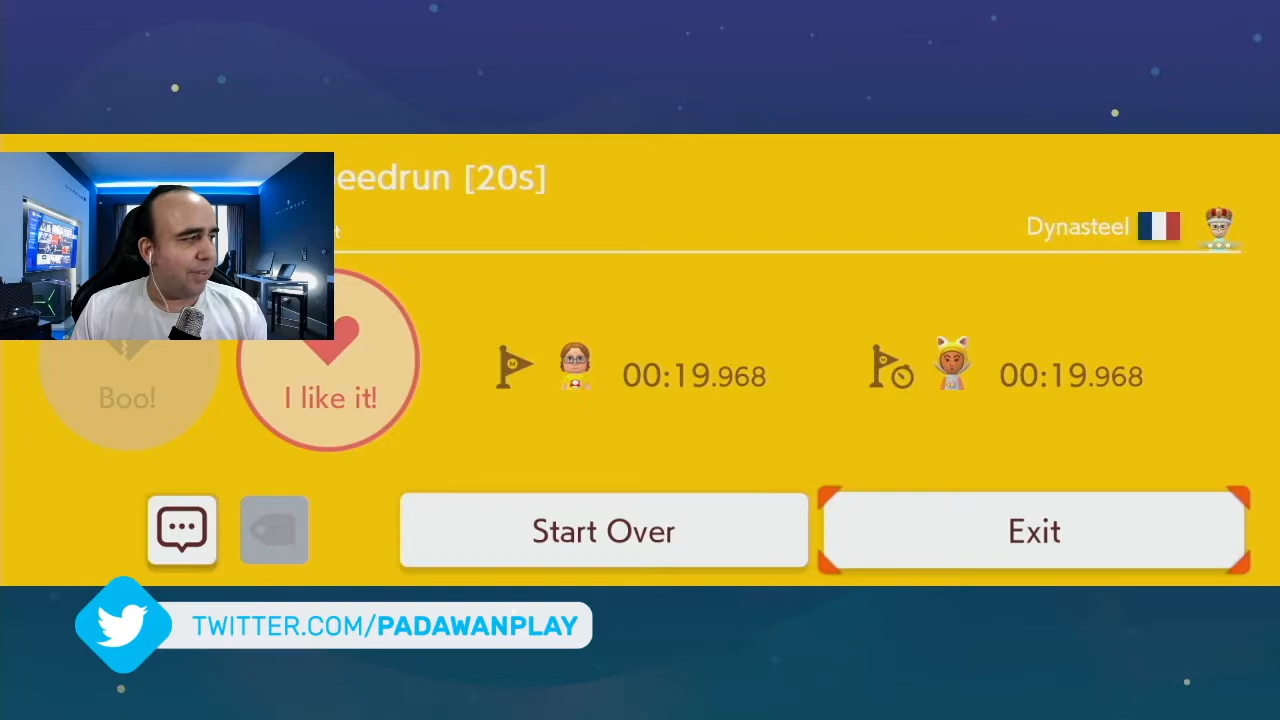 eedrun [20s]
t
Dynasteel
Boo!
I like it!
M
00:19.968
M
00:19.968
Start Over
Exit
TWITTER.COM/PADAWANPLAY